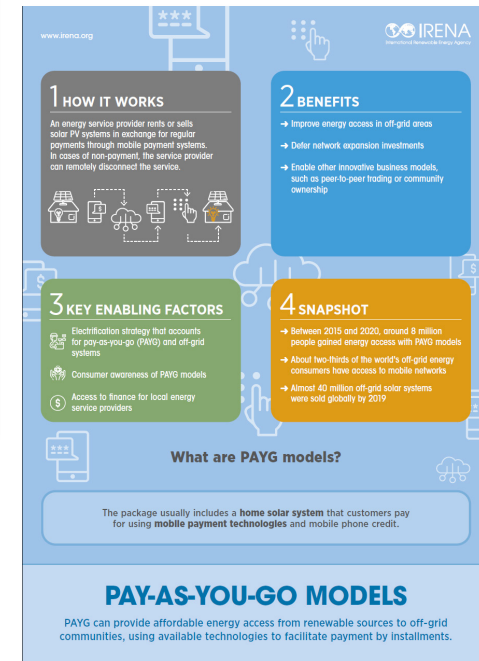 www.irena.org
IRENA
International Renewable Energy Agency
1 HOW IT WORKS
An energy service provider rents or sells
solar PV systems in exchange for regular
payments through mobile payment systems.
In cases of non-payment, the service provider
can remotely disconnect the service.
2 BENEFITS
→ Improve energy access in off-grid areas
→ Defer network expansion investments
→ Enable other innovative business models,
such as peer-to-peer trading or community
ownership
3 KEY ENABLING FACTORS
Electrification strategy that accounts
for pay-as-you-go (PAYG) and off-grid
systems
Consumer awareness of PAYG models
Access to finance for local energy
service providers
4 SNAPSHOT
→ Between 2015 and 2020, around 8 million
people gained energy access with PAYG models
→ About two-thirds of the world's off-grid energy
consumers have access to mobile networks
→ Almost 40 million off-grid solar systems
were sold globally by 2019
What are PAYG models?
The package usually includes a home solar system that customers pay
for using mobile payment technologies and mobile phone credit.
PAY-AS-YOU-GO MODELS
PAYG can provide affordable energy access from renewable sources to off-grid
communities, using available technologies to facilitate payment by installments.